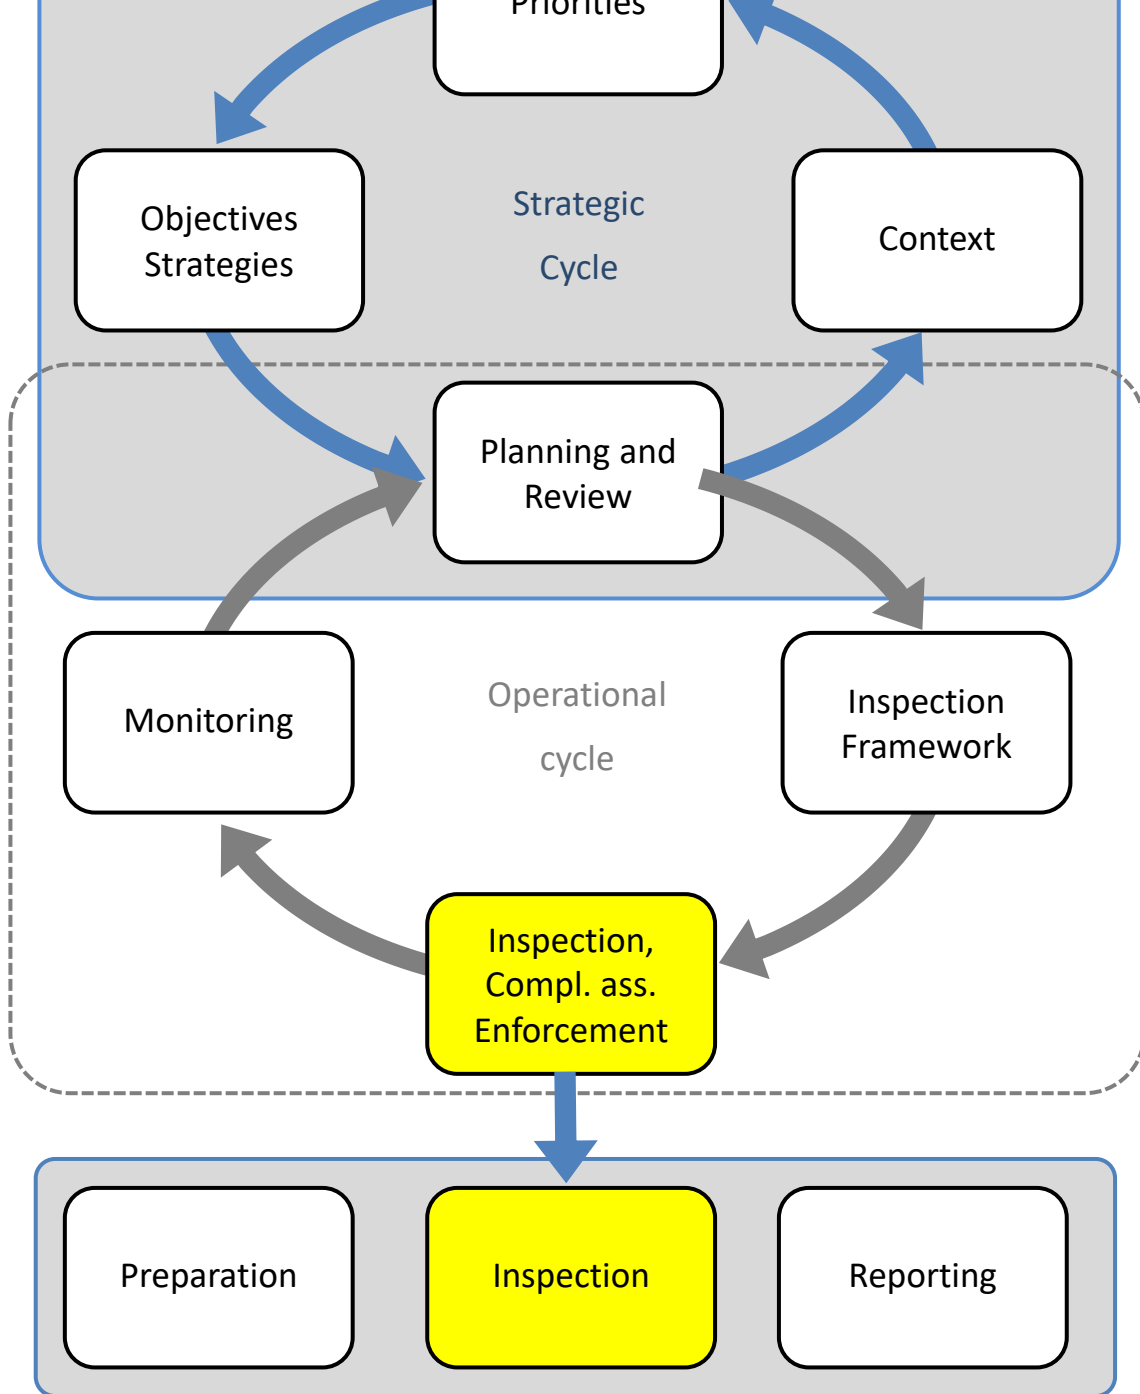 Priorities
Objectives
Strategies
Strategic
Cycle
Context
Planning and
Review
Monitoring
Operational
cycle
Inspection
Framework
Inspection,
Compl. ass.
Enforcement
Preparation
Inspection
Reporting